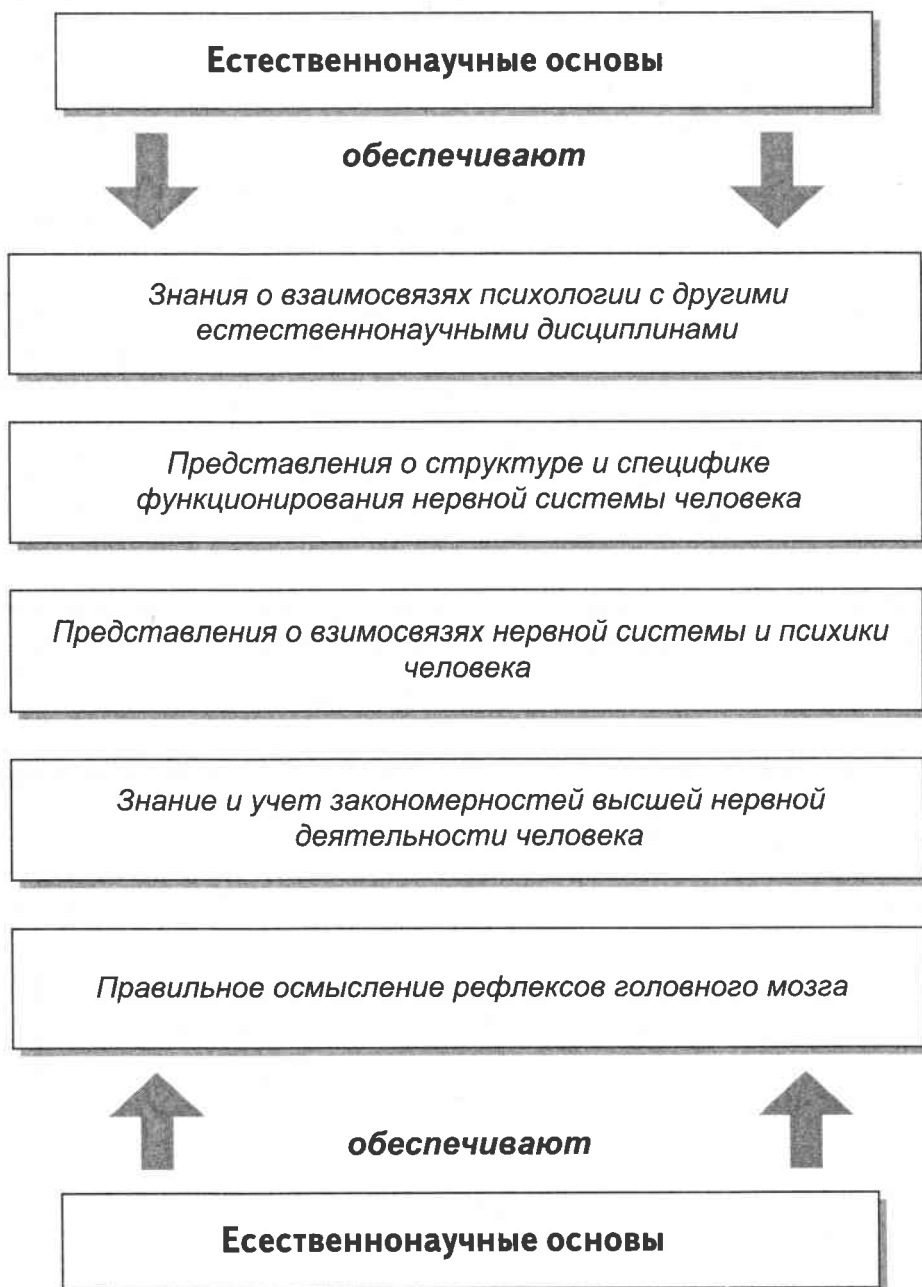 Естественнонаучные основы
обеспечивают
Знания о взаимосвязях психологии с другими
естественнонаучными дисциплинами
Представления о структуре и специфике
функционирования нервной системы человека
Представления о взимосвязях нервной системы и психики
человека
Знание и учет закономерностей высшей нервной
деятельности человека
Правильное осмысление рефлексов головного мозга
обеспечивают
Есественнонаучные основы